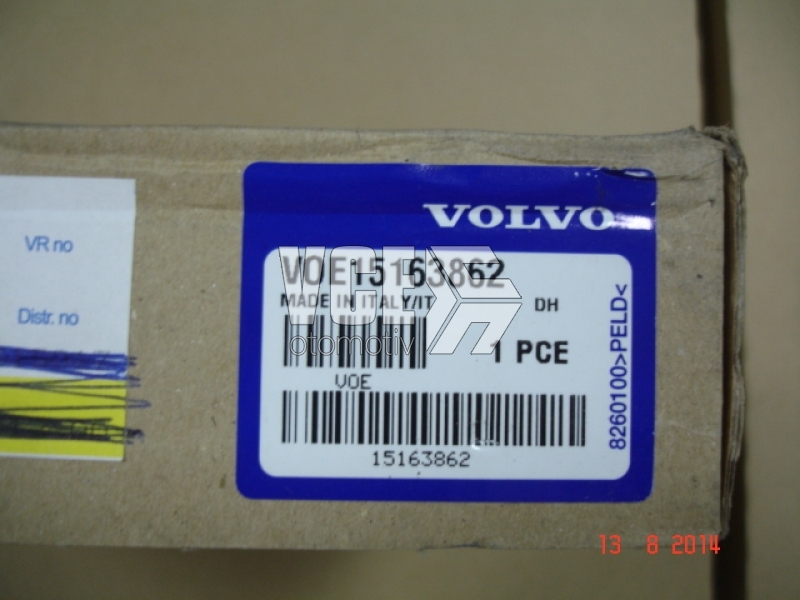 VR no
Distr. no
VOLVO
VOE15163862
MADE IN ITALY/IT
DH
1 PCE
VOE
15163862
8260100>PELD<
VCE
otomotiv
13 8 2014